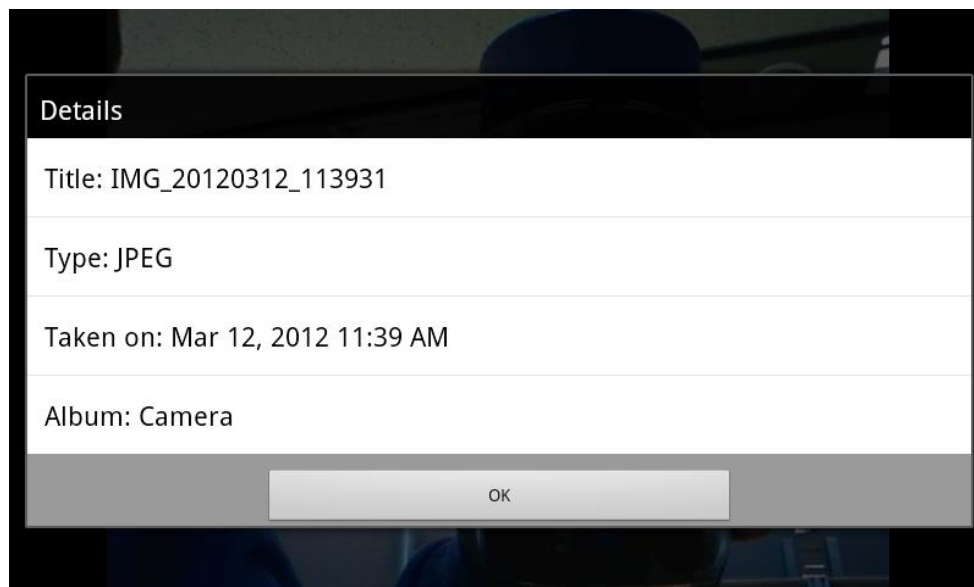 Details
Title: IMG_20120312_113931
Type: JPEG
Taken on: Mar 12, 2012 11:39 AM
Album: Camera
OK